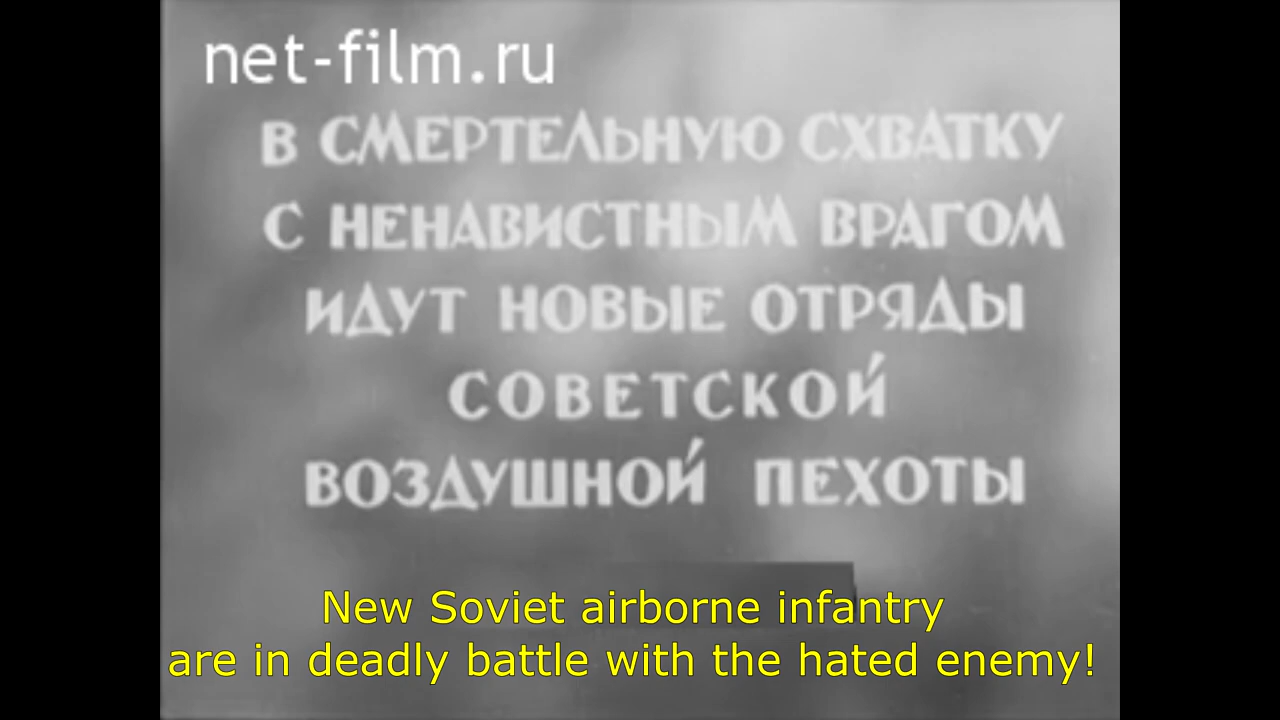 net-film.ru
В СМЕРТЕЛЬНУЮ СХВАТКУ
С НЕНАВИСТНЫМ ВРАГОМ
ИДУТ НОВЫЕ ОТРЯДЫ
СОВЕТСКОЙ
ВОЗДУШНОЙ ПЕХОТЫ
New Soviet airborne infantry
are in deadly battle with the hated enemy!